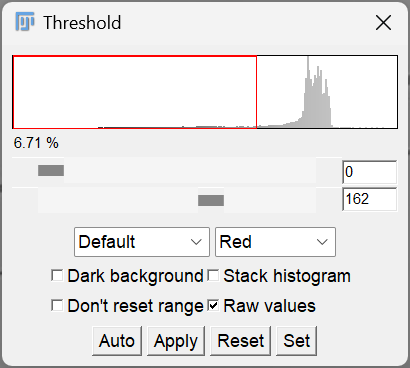 Threshold
6.71 %
0
162
Default Red
Dark background Stack histogram
Don't reset range Raw values
Auto Apply Reset Set